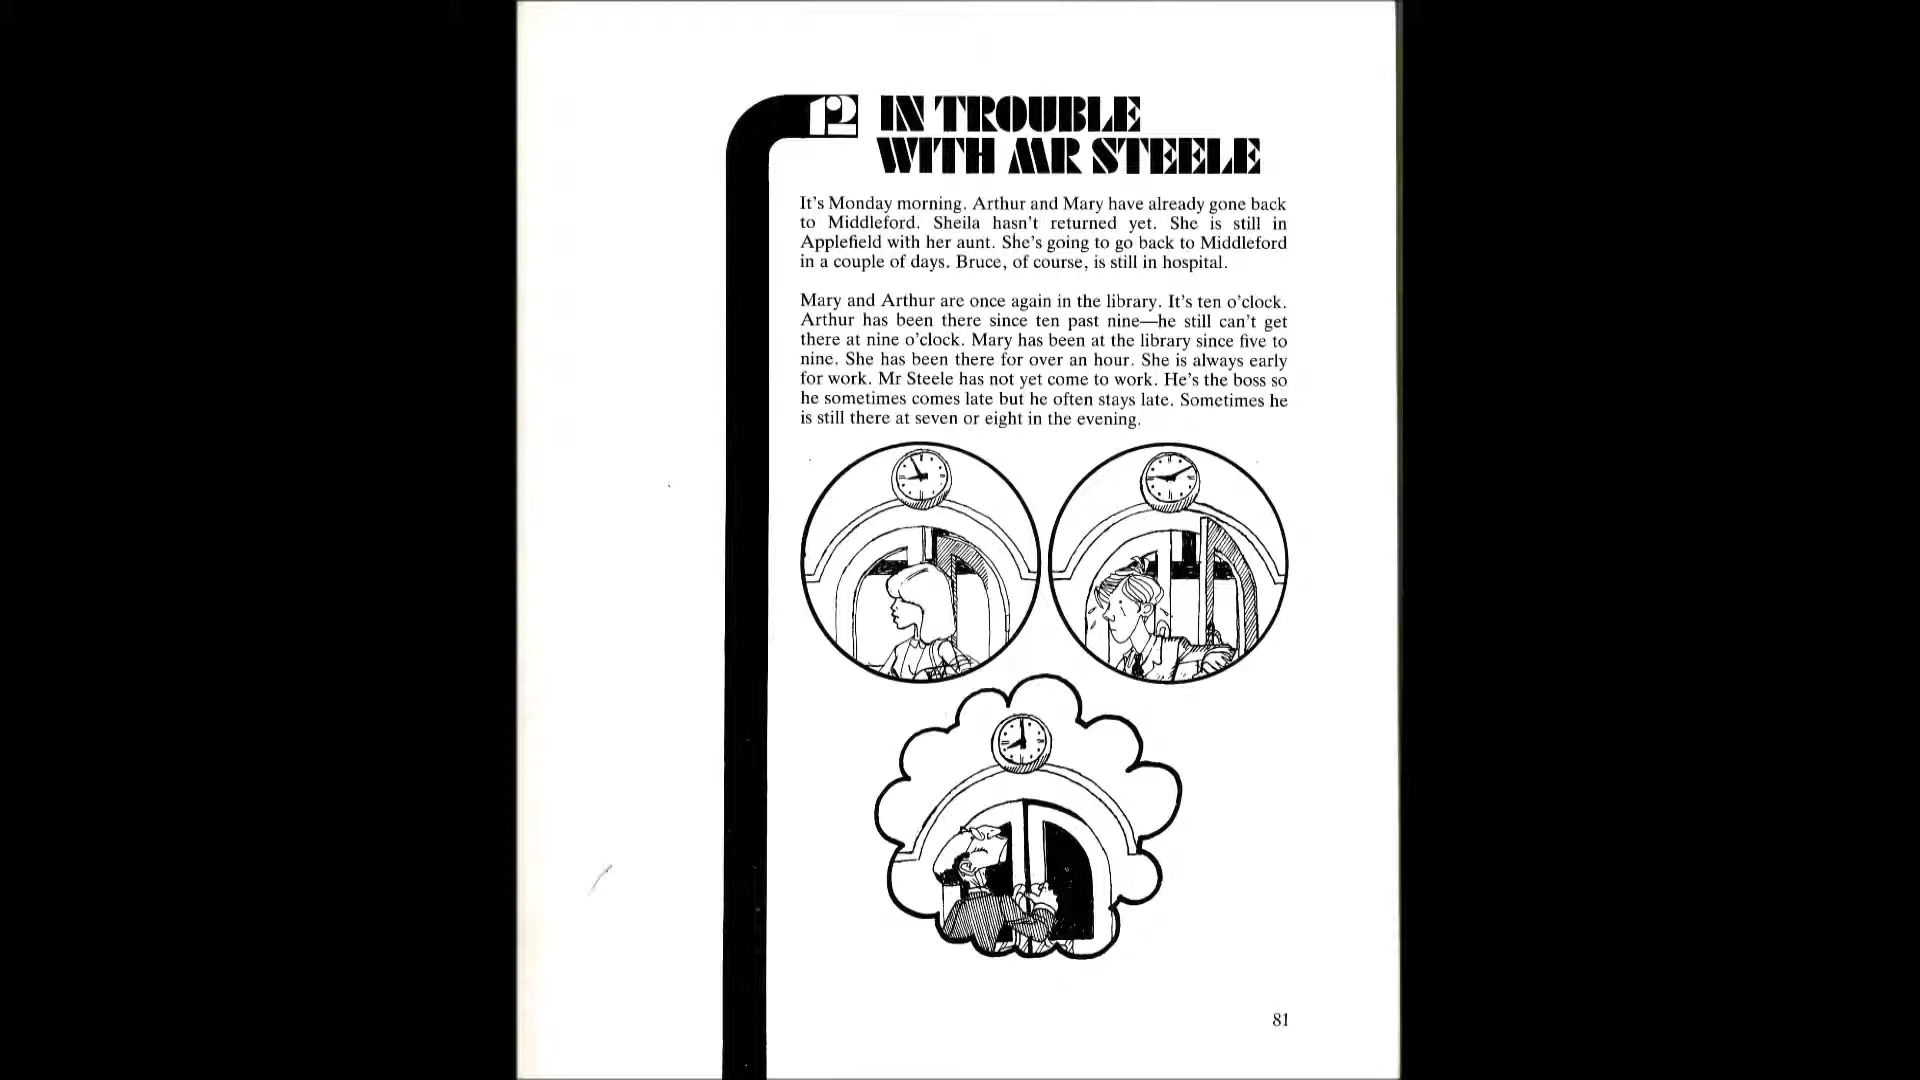 12 IN TROUBLE
WITH MR STEELE
It's Monday morning. Arthur and Mary have already gone back
to Middleford. Sheila hasn't returned yet. She is still in
Applefield with her aunt. She's going to go back to Middleford
in a couple of days. Bruce, of course, is still in hospital.
Mary and Arthur are once again in the library. It's ten o'clock.
Arthur has been there since ten past nine—he still can't get
there at nine o'clock. Mary has been at the library since five to
nine. She has been there for over an hour. She is always early
for work. Mr Steele has not yet come to work. He's the boss so
he sometimes comes late but he often stays late. Sometimes he
is still there at seven or eight in the evening.
81